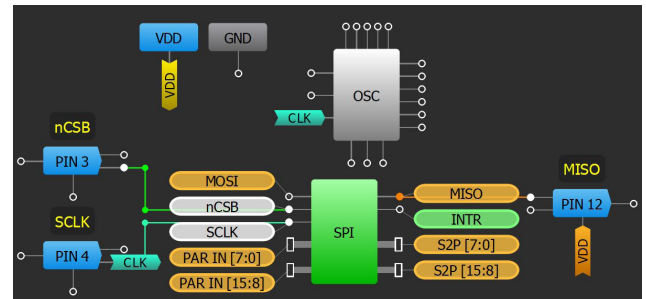 VDD
GND
VDD
OSC
CLK
nCSB
PIN 3
MOSI
MISO
MISO
nCSB
INTR
PIN 12
SCLK
SCLK
SPI
PIN 4
CLK
PAR IN [7:0]
S2P [7:0]
VDD
PAR IN [15:8]
S2P [15:8]